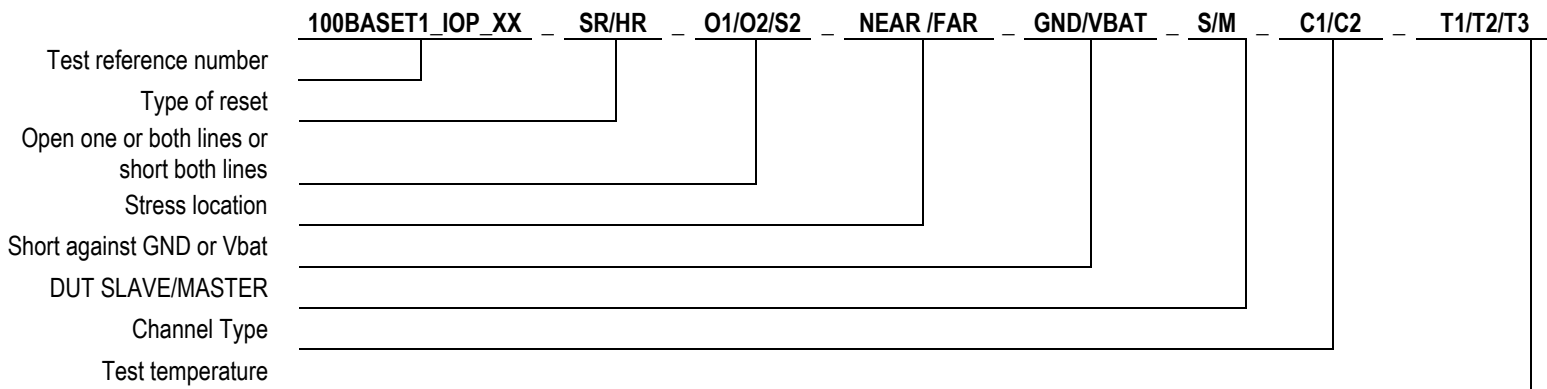 100BASET1_IOP_XX _ SR/HR _ O1/O2/S2 _ NEAR /FAR _ GND/VBAT _ S/M _ C1/C2 _ T1/T2/T3
Test reference number
Type of reset
Open one or both lines or
short both lines
Stress location
Short against GND or Vbat
DUT SLAVE/MASTER
Channel Type
Test temperature